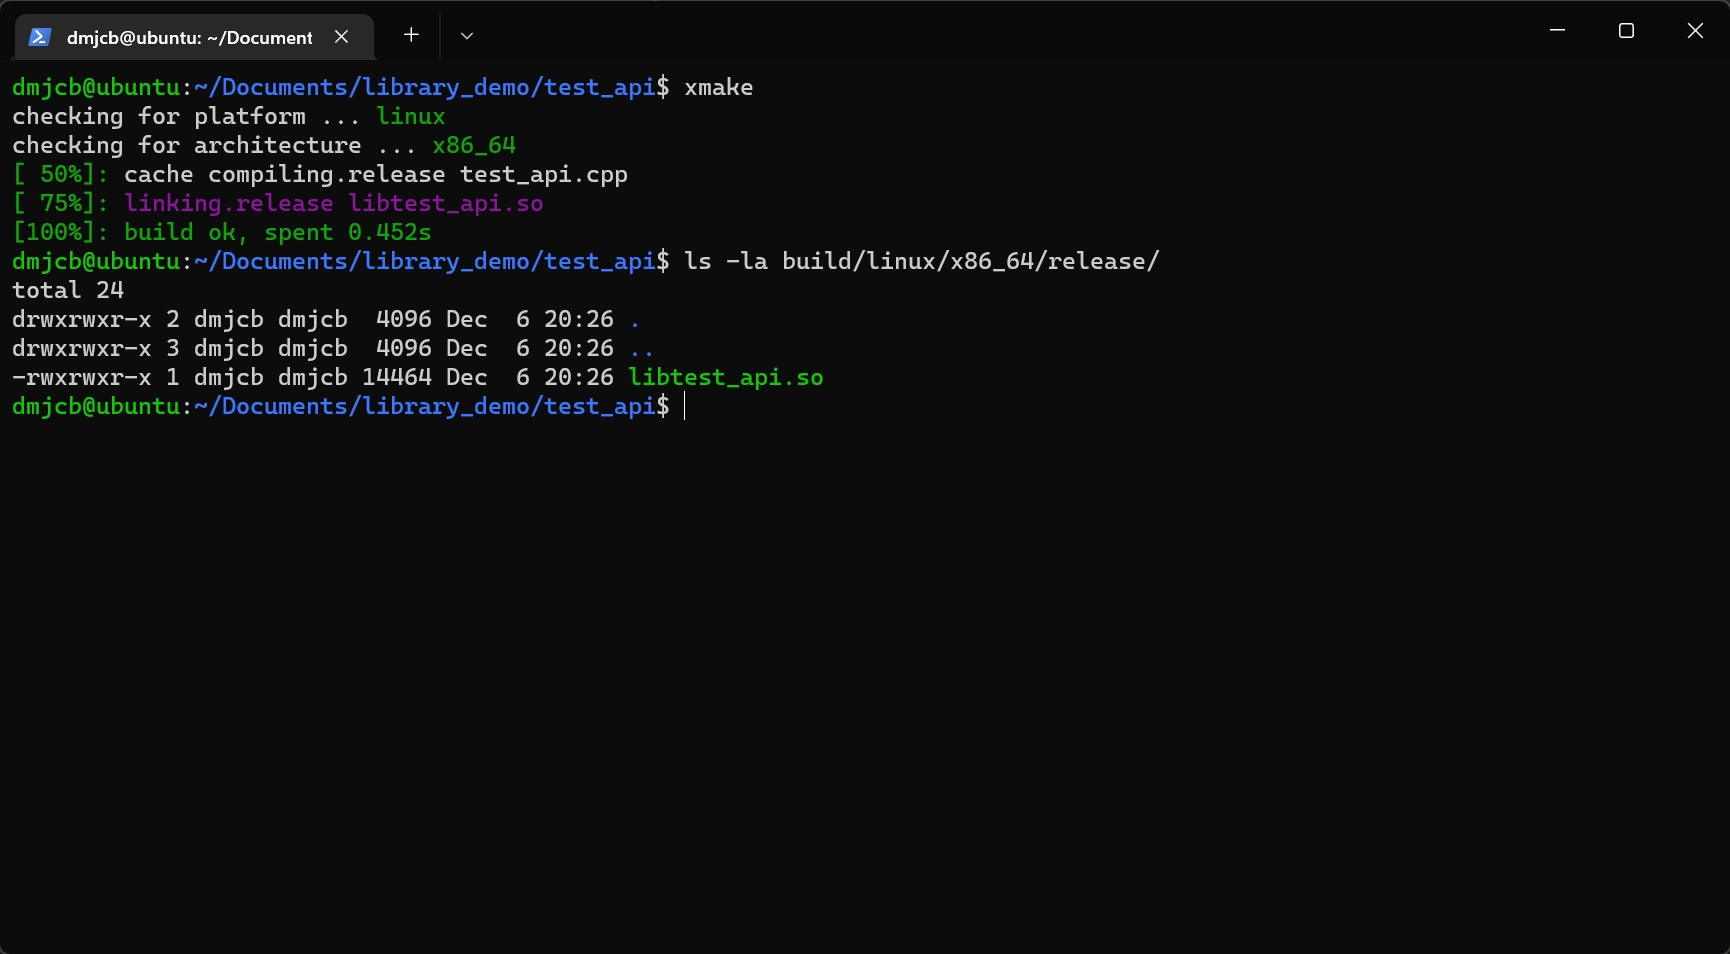 dmjcb@ubuntu: ~/Document
dmjcb@ubuntu:~/Documents/library_demo/test_api$ xmake
checking for platform ... linux
checking for architecture ... x86_64
[ 50%]: cache compiling.release test_api.cpp
[ 75%]: linking.release libtest_api.so
[100%]: build ok, spent 0.452s
dmjcb@ubuntu:~/Documents/library_demo/test_api$ ls -la build/linux/x86_64/release/
total 24
drwxrwxr-x 2 dmjcb dmjcb  4096 Dec  6 20:26 .
drwxrwxr-x 3 dmjcb dmjcb  4096 Dec  6 20:26 ..
-rwxrwxr-x 1 dmjcb dmjcb 14464 Dec  6 20:26 libtest_api.so
dmjcb@ubuntu:~/Documents/library_demo/test_api$